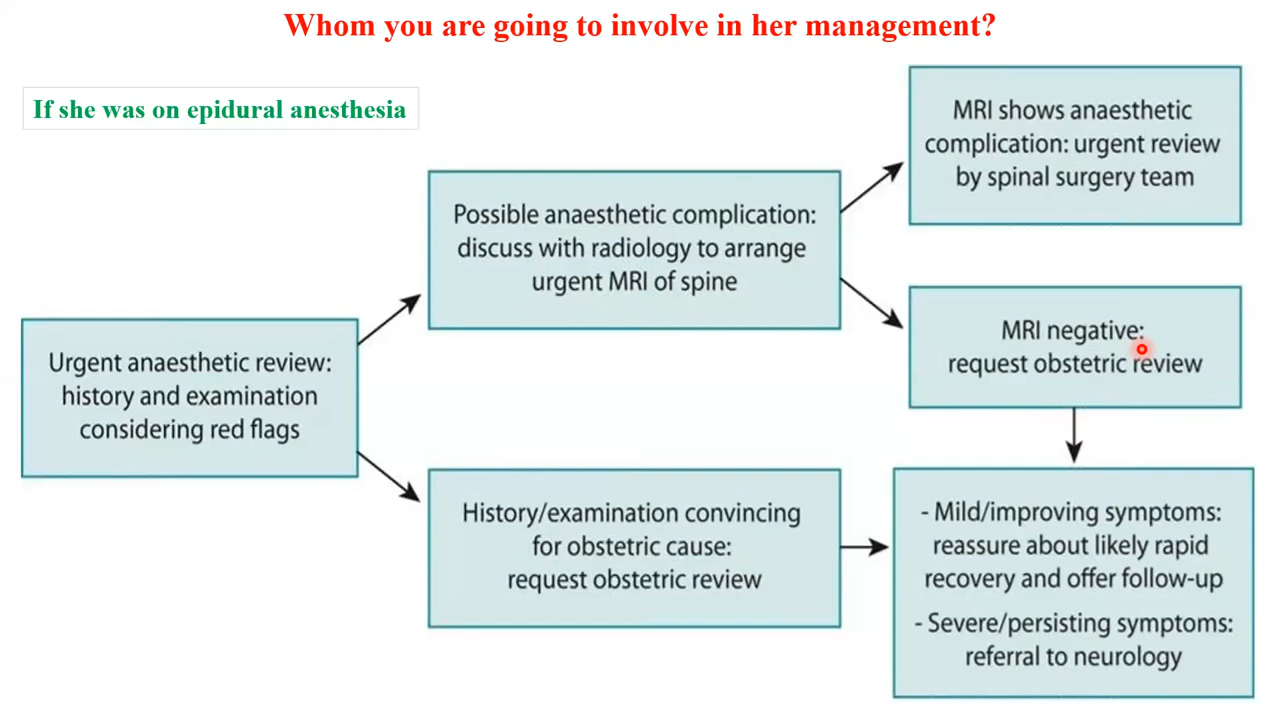 Whom you are going to involve in her management?
If she was on epidural anesthesia
Urgent anaesthetic review:
history and examination
considering red flags
Possible anaesthetic complication:
discuss with radiology to arrange
urgent MRI of spine
MRI shows anaesthetic
complication: urgent review
by spinal surgery team
MRI negative:
request obstetric review
History/examination convincing
for obstetric cause:
request obstetric review
- Mild/improving symptoms:
reassure about likely rapid
recovery and offer follow-up
- Severe/persisting symptoms:
referral to neurology